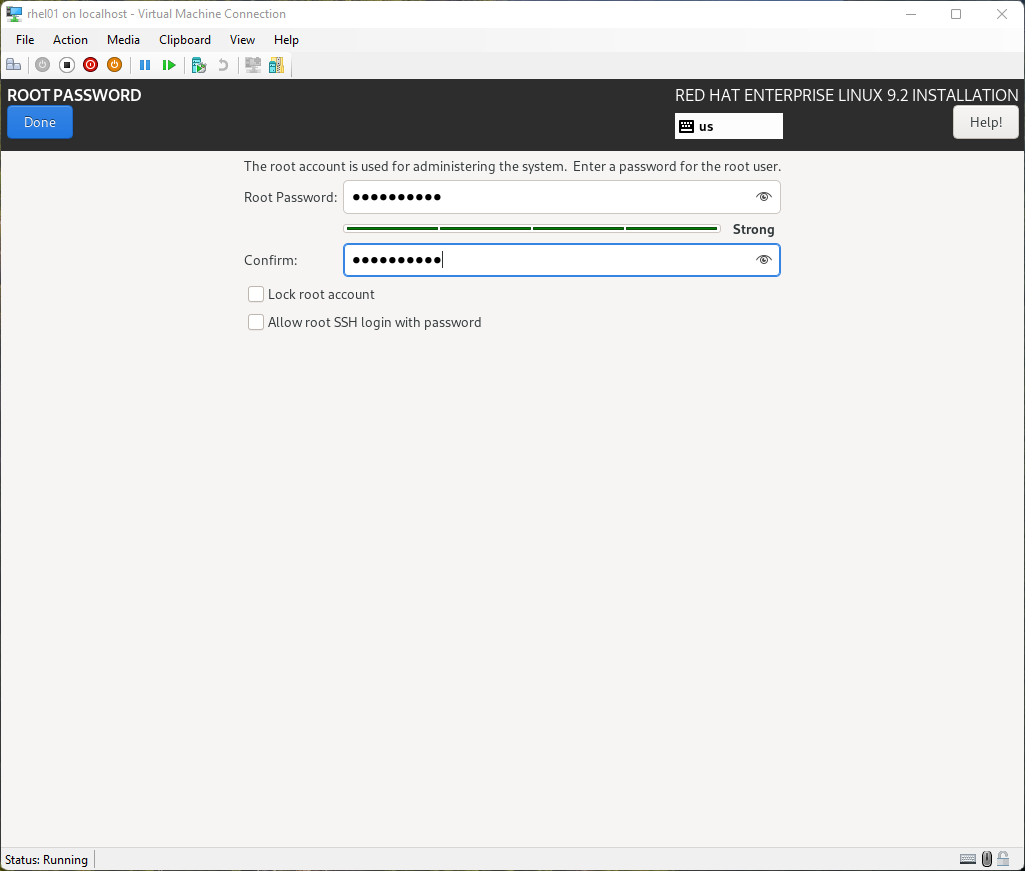 rhel01 on localhost - Virtual Machine Connection
File Action Media Clipboard View Help
ROOT PASSWORD
RED HAT ENTERPRISE LINUX 9.2 INSTALLATION
Done
us
Help!
The root account is used for administering the system. Enter a password for the root user.
Root Password: ●●●●●●●●●●
Strong
Confirm: ●●●●●●●●●●
Lock root account
Allow root SSH login with password
Status: Running